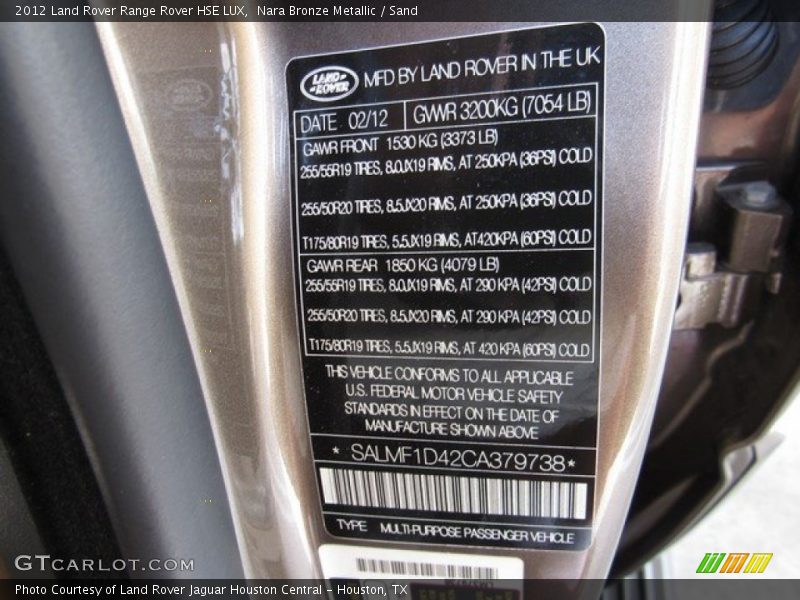 2012 Land Rover Range Rover HSE LUX,  Nara Bronze Metallic / Sand
LAND-ROVER MFD BY LAND ROVER IN THE UK
DATE 02/12 GWWR 3200KG (7054 LB)
GAWR FRONT 1530 KG (3373 LB)
255/55R19 TIRES, 8.0JX19 RIMS, AT 250KPA (36PSI) COLD
255/50R20 TIRES, 8.5JX20 RIMS, AT 250KPA (36PSI) COLD
T175/80R19 TIRES, 5.5JX19 RIMS, AT 420KPA (60PSI) COLD
GAWR REAR 1850 KG (4079 LB)
255/55R19 TIRES, 8.0JX19 RIMS, AT 290 KPA (42PSI) COLD
255/50R20 TIRES, 8.5JX20 RIMS, AT 290 KPA (42PSI) COLD
T175/80R19 TIRES, 5.5JX19 RIMS, AT 420 KPA (60PSI) COLD
THIS VEHICLE CONFORMS TO ALL APPLICABLE
U.S. FEDERAL MOTOR VEHICLE SAFETY
STANDARDS IN EFFECT ON THE DATE OF
MANUFACTURE SHOWN ABOVE
* SALMF1D42CA379738 *
TYPE MULTI-PURPOSE PASSENGER VEHICLE
GTCARLOT.COM
Photo Courtesy of Land Rover Jaguar Houston Central - Houston, TX